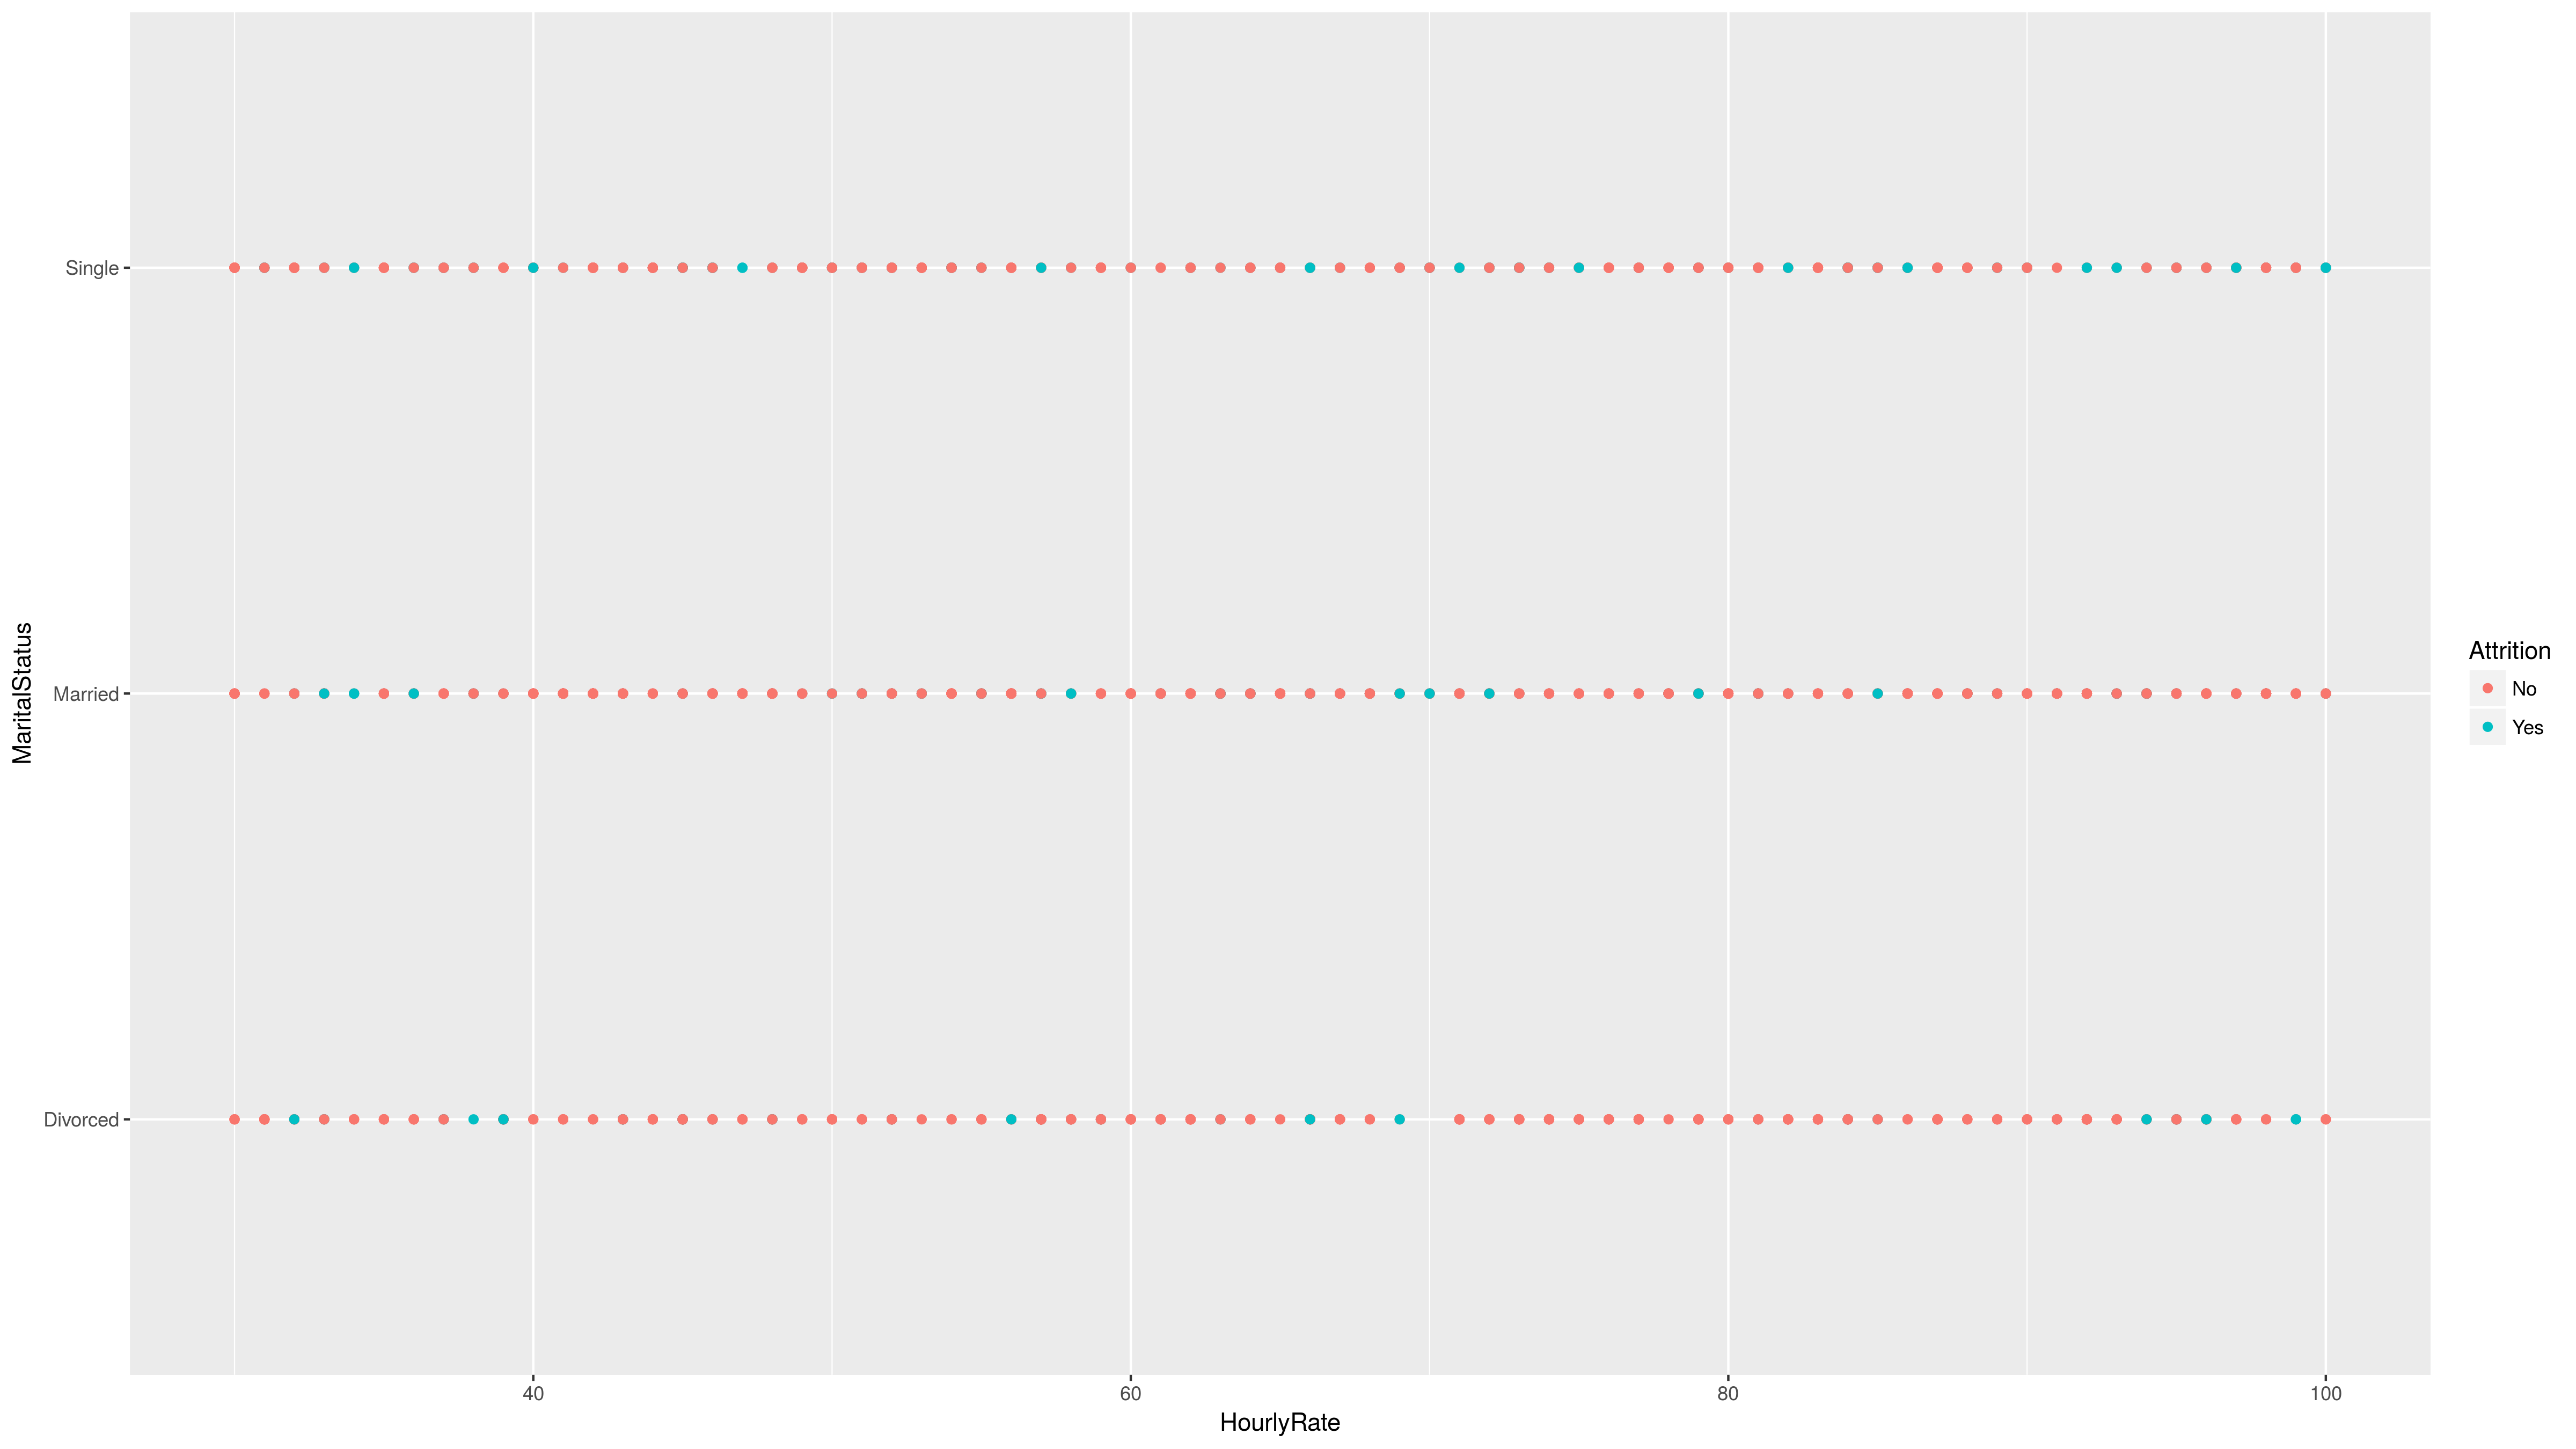 Single
Married
Divorced
MaritalStatus
40
60
80
100
HourlyRate
Attrition
No
Yes